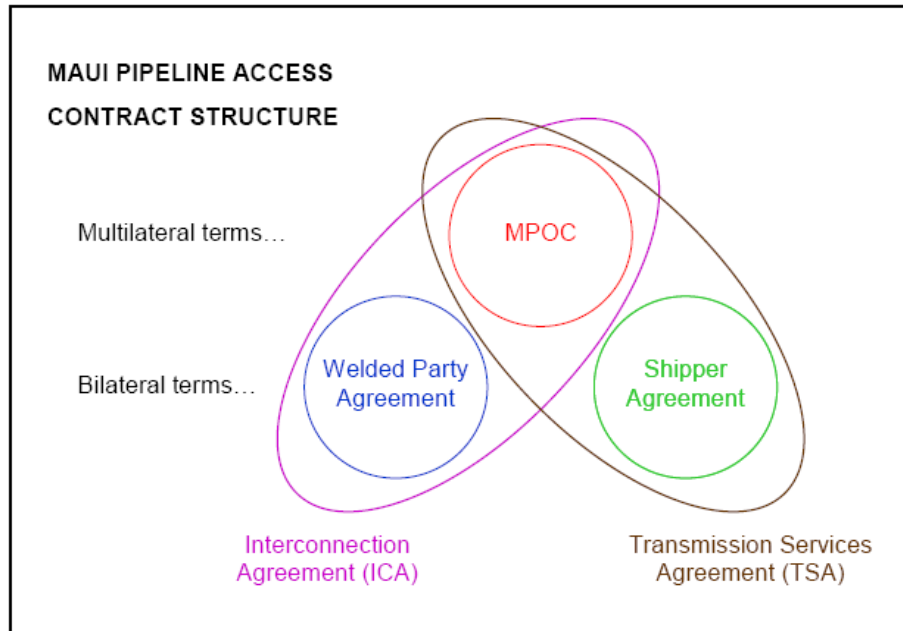 MAUI PIPELINE ACCESS
CONTRACT STRUCTURE
Multilateral terms…
MPOC
Bilateral terms…
Welded Party
Agreement
Shipper
Agreement
Interconnection
Agreement (ICA)
Transmission Services
Agreement (TSA)